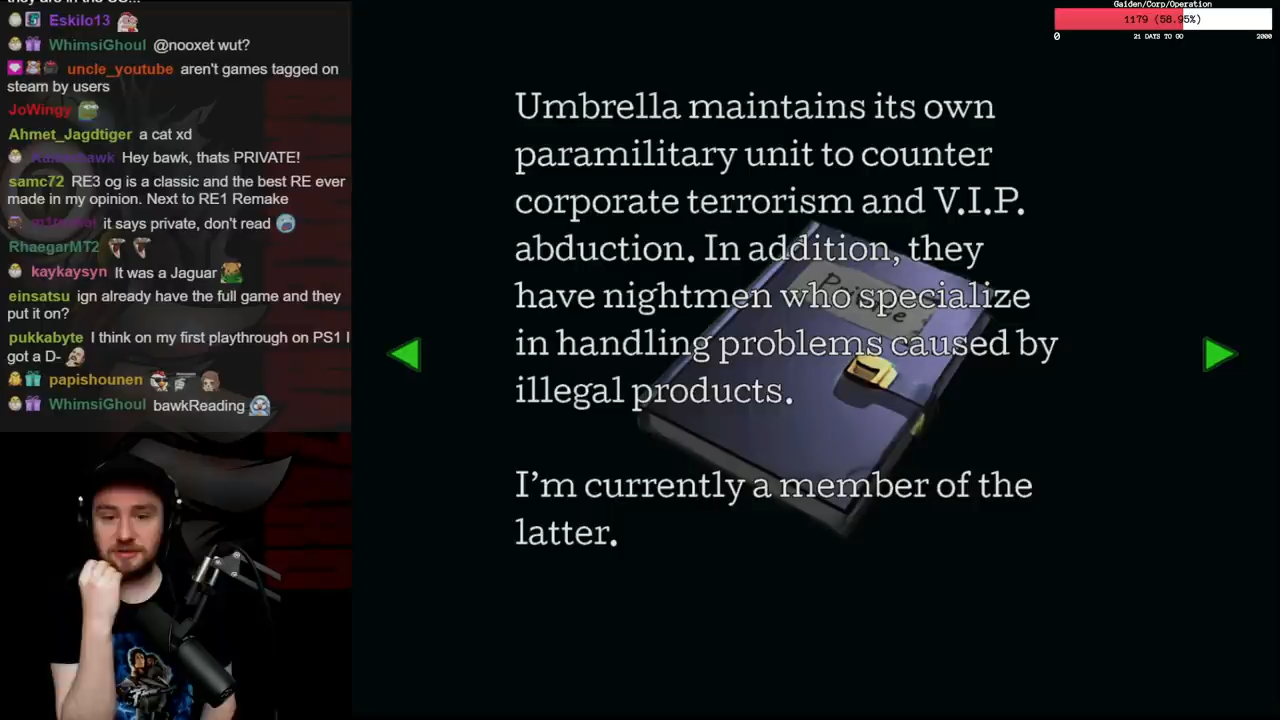 Eskilo13
WhimsiGhoul @nooxet wut?
uncle_youtube aren't games tagged on
steam by users
JoWingy
Ahmet_Jagdtiger a cat xd
Hey bawk, thats PRIVATE!
samc72 RE3 og is a classic and the best RE ever
made in my opinion. Next to RE1 Remake
it says private, don't read
RhaegarMT2
kaykaysyn It was a Jaguar
einsatsu ign already have the full game and they
put it on?
pukkabyte I think on my first playthrough on PS1 I
got a D-
papishounen
WhimsiGhoul bawkReading
Gaiden/Corp/Operation
1179 (58.95%)
0 21 DAYS TO GO 2000
Umbrella maintains its own
paramilitary unit to counter
corporate terrorism and V.I.P.
abduction. In addition, they
have nightmen who specialize
in handling problems caused by
illegal products.
I'm currently a member of the
latter.
Private